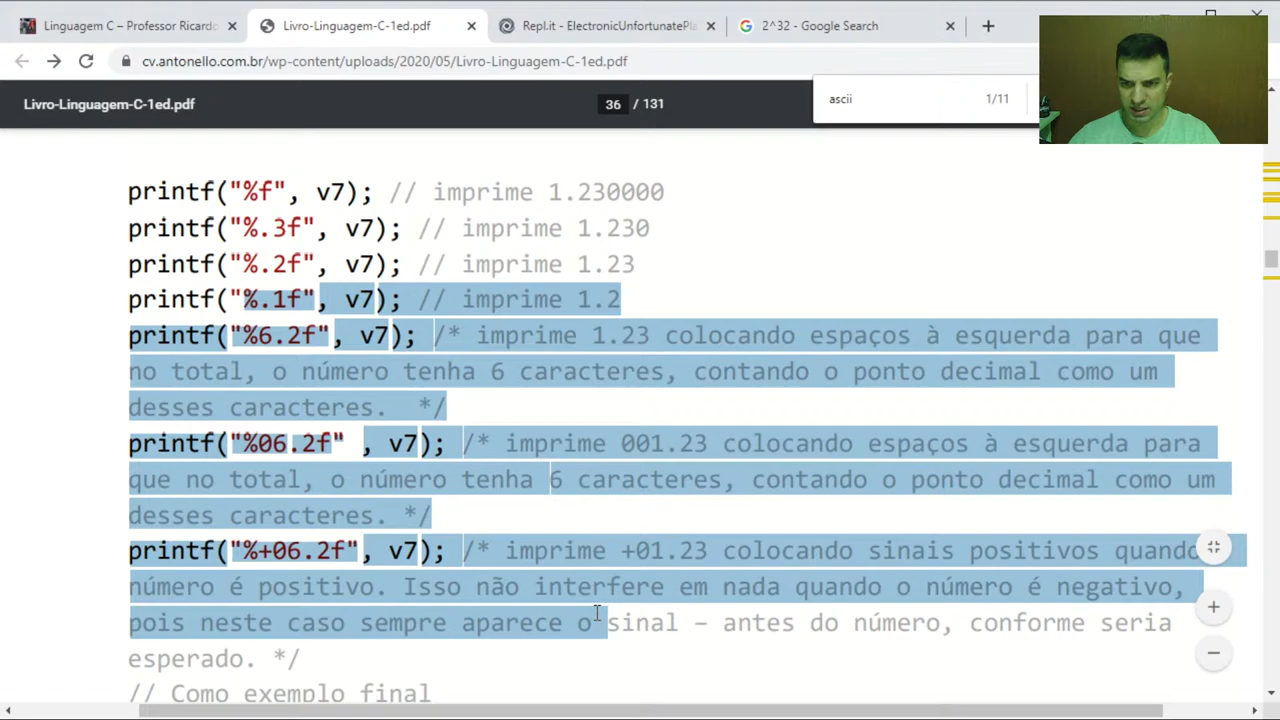 Linguagem C – Professor Ricardo
Livro-Linguagem-C-1ed.pdf
Repl.it - ElectronicUnfortunatePla
2^32 - Google Search
cv.antonello.com.br/wp-content/uploads/2020/05/Livro-Linguagem-C-1ed.pdf
Livro-Linguagem-C-1ed.pdf
36 / 131
ascii
1/11
printf("%f", v7); // imprime 1.230000
printf("%.3f", v7); // imprime 1.230
printf("%.2f", v7); // imprime 1.23
printf("%.1f", v7); // imprime 1.2
printf("%6.2f", v7); /* imprime 1.23 colocando espaços à esquerda para que
no total, o número tenha 6 caracteres, contando o ponto decimal como um
desses caracteres. */
printf("%06.2f" , v7); /* imprime 001.23 colocando espaços à esquerda para
que no total, o número tenha 6 caracteres, contando o ponto decimal como um
desses caracteres. */
printf("%+06.2f", v7); /* imprime +01.23 colocando sinais positivos quando
número é positivo. Isso não interfere em nada quando o número é negativo,
pois neste caso sempre aparece o sinal – antes do número, conforme seria
esperado. */
// Como exemplo final